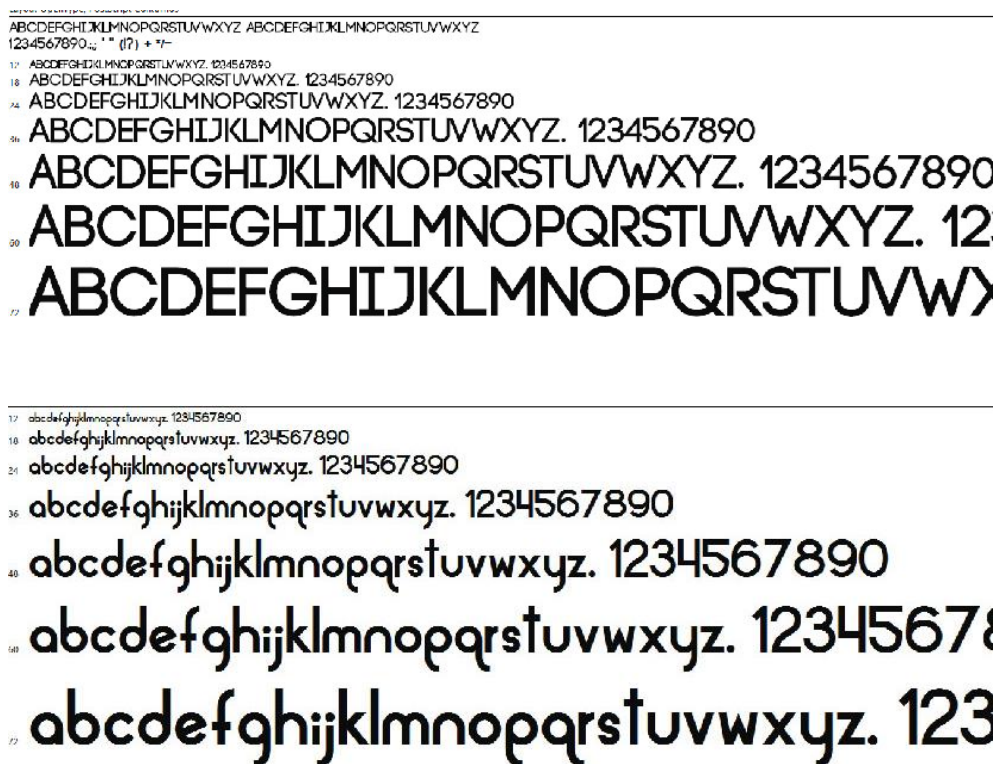 ABCDEFGHIJKLMNOPQRSTUVWXYZ ABCDEFGHIJKLMNOPQRSTUVWXYZ
1234567890.:,; ' " (!?) + */=
12 ABCDEFGHIJKLMNOPQRSTUVWXYZ. 1234567890
18 ABCDEFGHIJKLMNOPQRSTUVWXYZ. 1234567890
24 ABCDEFGHIJKLMNOPQRSTUVWXYZ. 1234567890
36 ABCDEFGHIJKLMNOPQRSTUVWXYZ. 1234567890
48 ABCDEFGHIJKLMNOPQRSTUVWXYZ. 1234567890
60 ABCDEFGHIJKLMNOPQRSTUVWXYZ. 12
72 ABCDEFGHIJKLMNOPQRSTUVWX
12 abcdefghijklmnopqrstuvwxyz. 1234567890
18 abcdefghijklmnopqrstuvwxyz. 1234567890
24 abcdefghijklmnopqrstuvwxyz. 1234567890
36 abcdefghijklmnopqrstuvwxyz. 1234567890
48 abcdefghijklmnopqrstuvwxyz. 1234567890
60 abcdefghijklmnopqrstuvwxyz. 12345678
72 abcdefghijklmnopqrstuvwxyz. 123